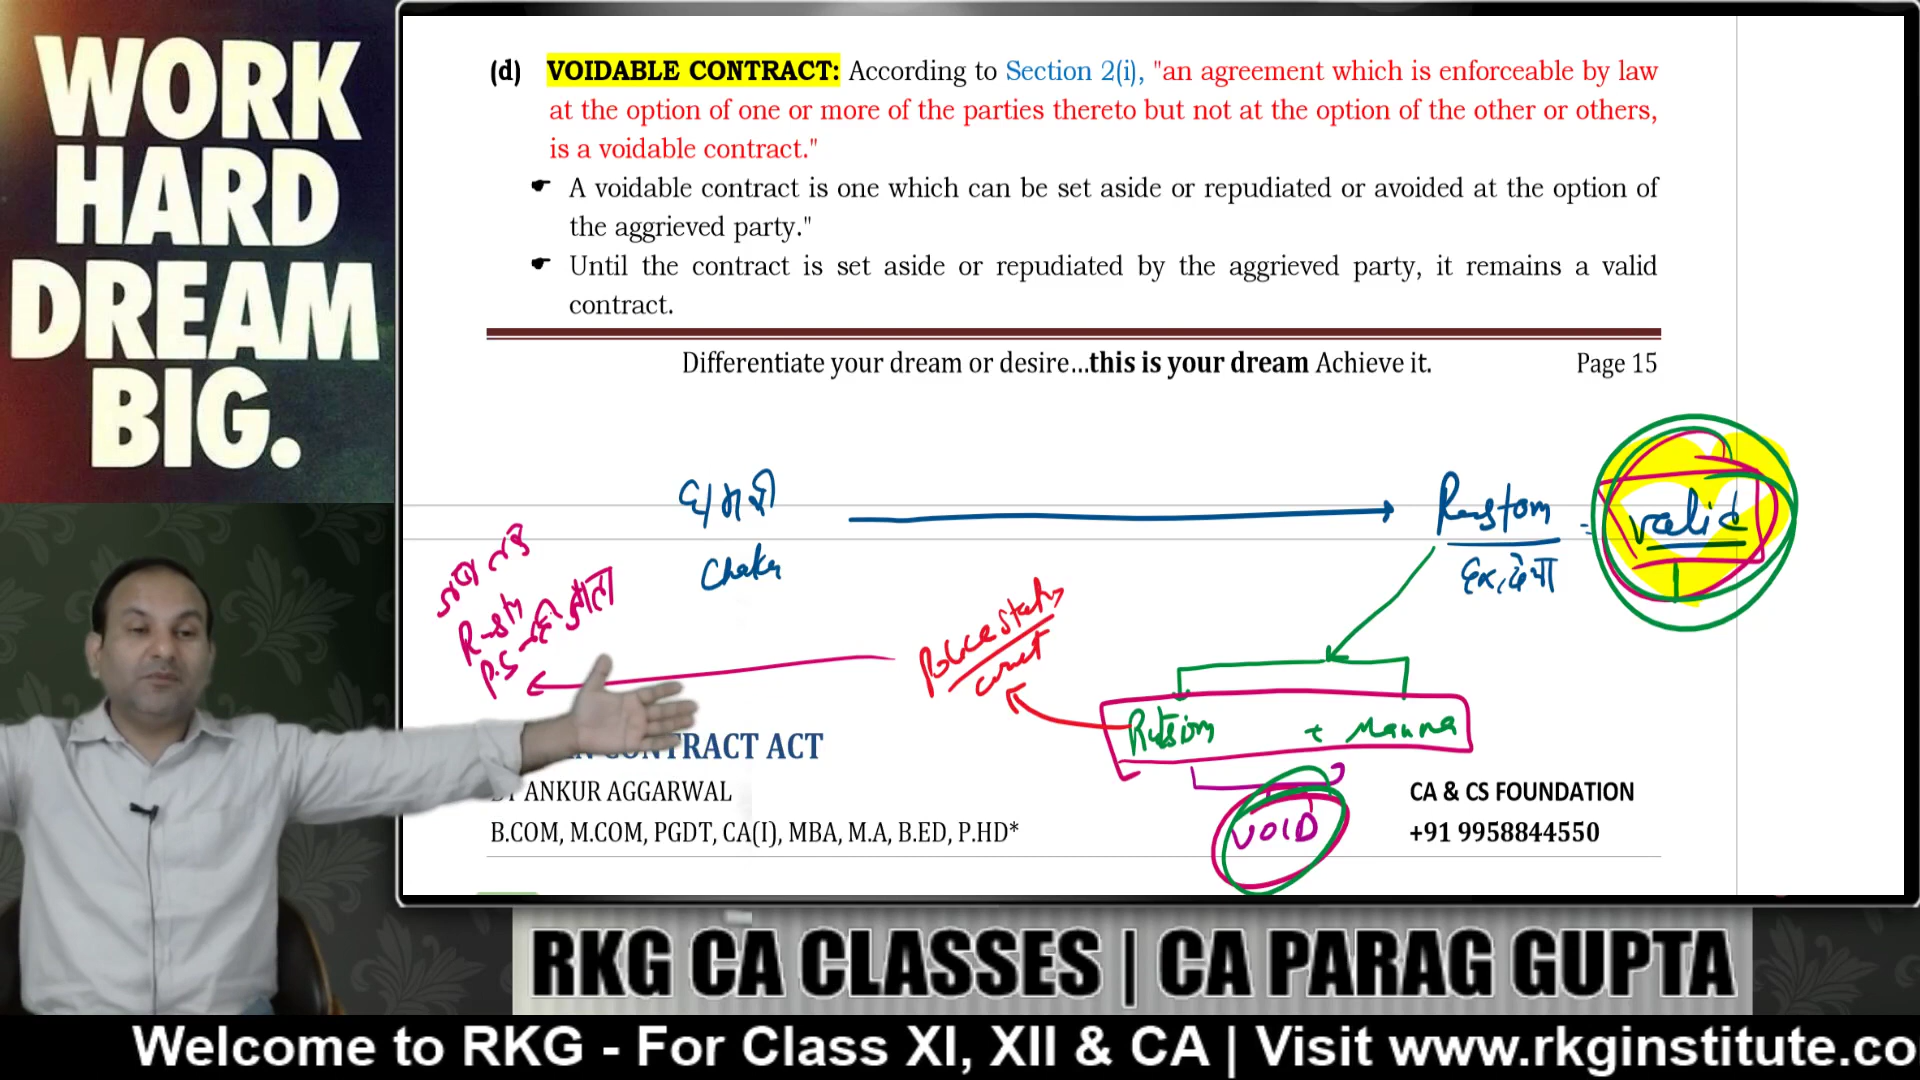 WORK
HARD
DREAM
BIG.
(d) VOIDABLE CONTRACT: According to Section 2(i), "an agreement which is enforceable by law
at the option of one or more of the parties thereto but not at the option of the other or others,
is a voidable contract."
A voidable contract is one which can be set aside or repudiated or avoided at the option of
the aggrieved party."
Until the contract is set aside or repudiated by the aggrieved party, it remains a valid
contract.
Differentiate your dream or desire...this is your dream Achieve it. Page 15
Rustom = valid
P.S
+ Manna
VOID
CONTRACT ACT
ANKUR AGGARWAL
B.COM, M.COM, PGDT, CA(I), MBA, M.A, B.ED, P.HD*
CA & CS FOUNDATION
+91 9958844550
RKG CA CLASSES | CA PARAG GUPTA
Welcome to RKG - For Class XI, XII & CA | Visit www.rkginstitute.co